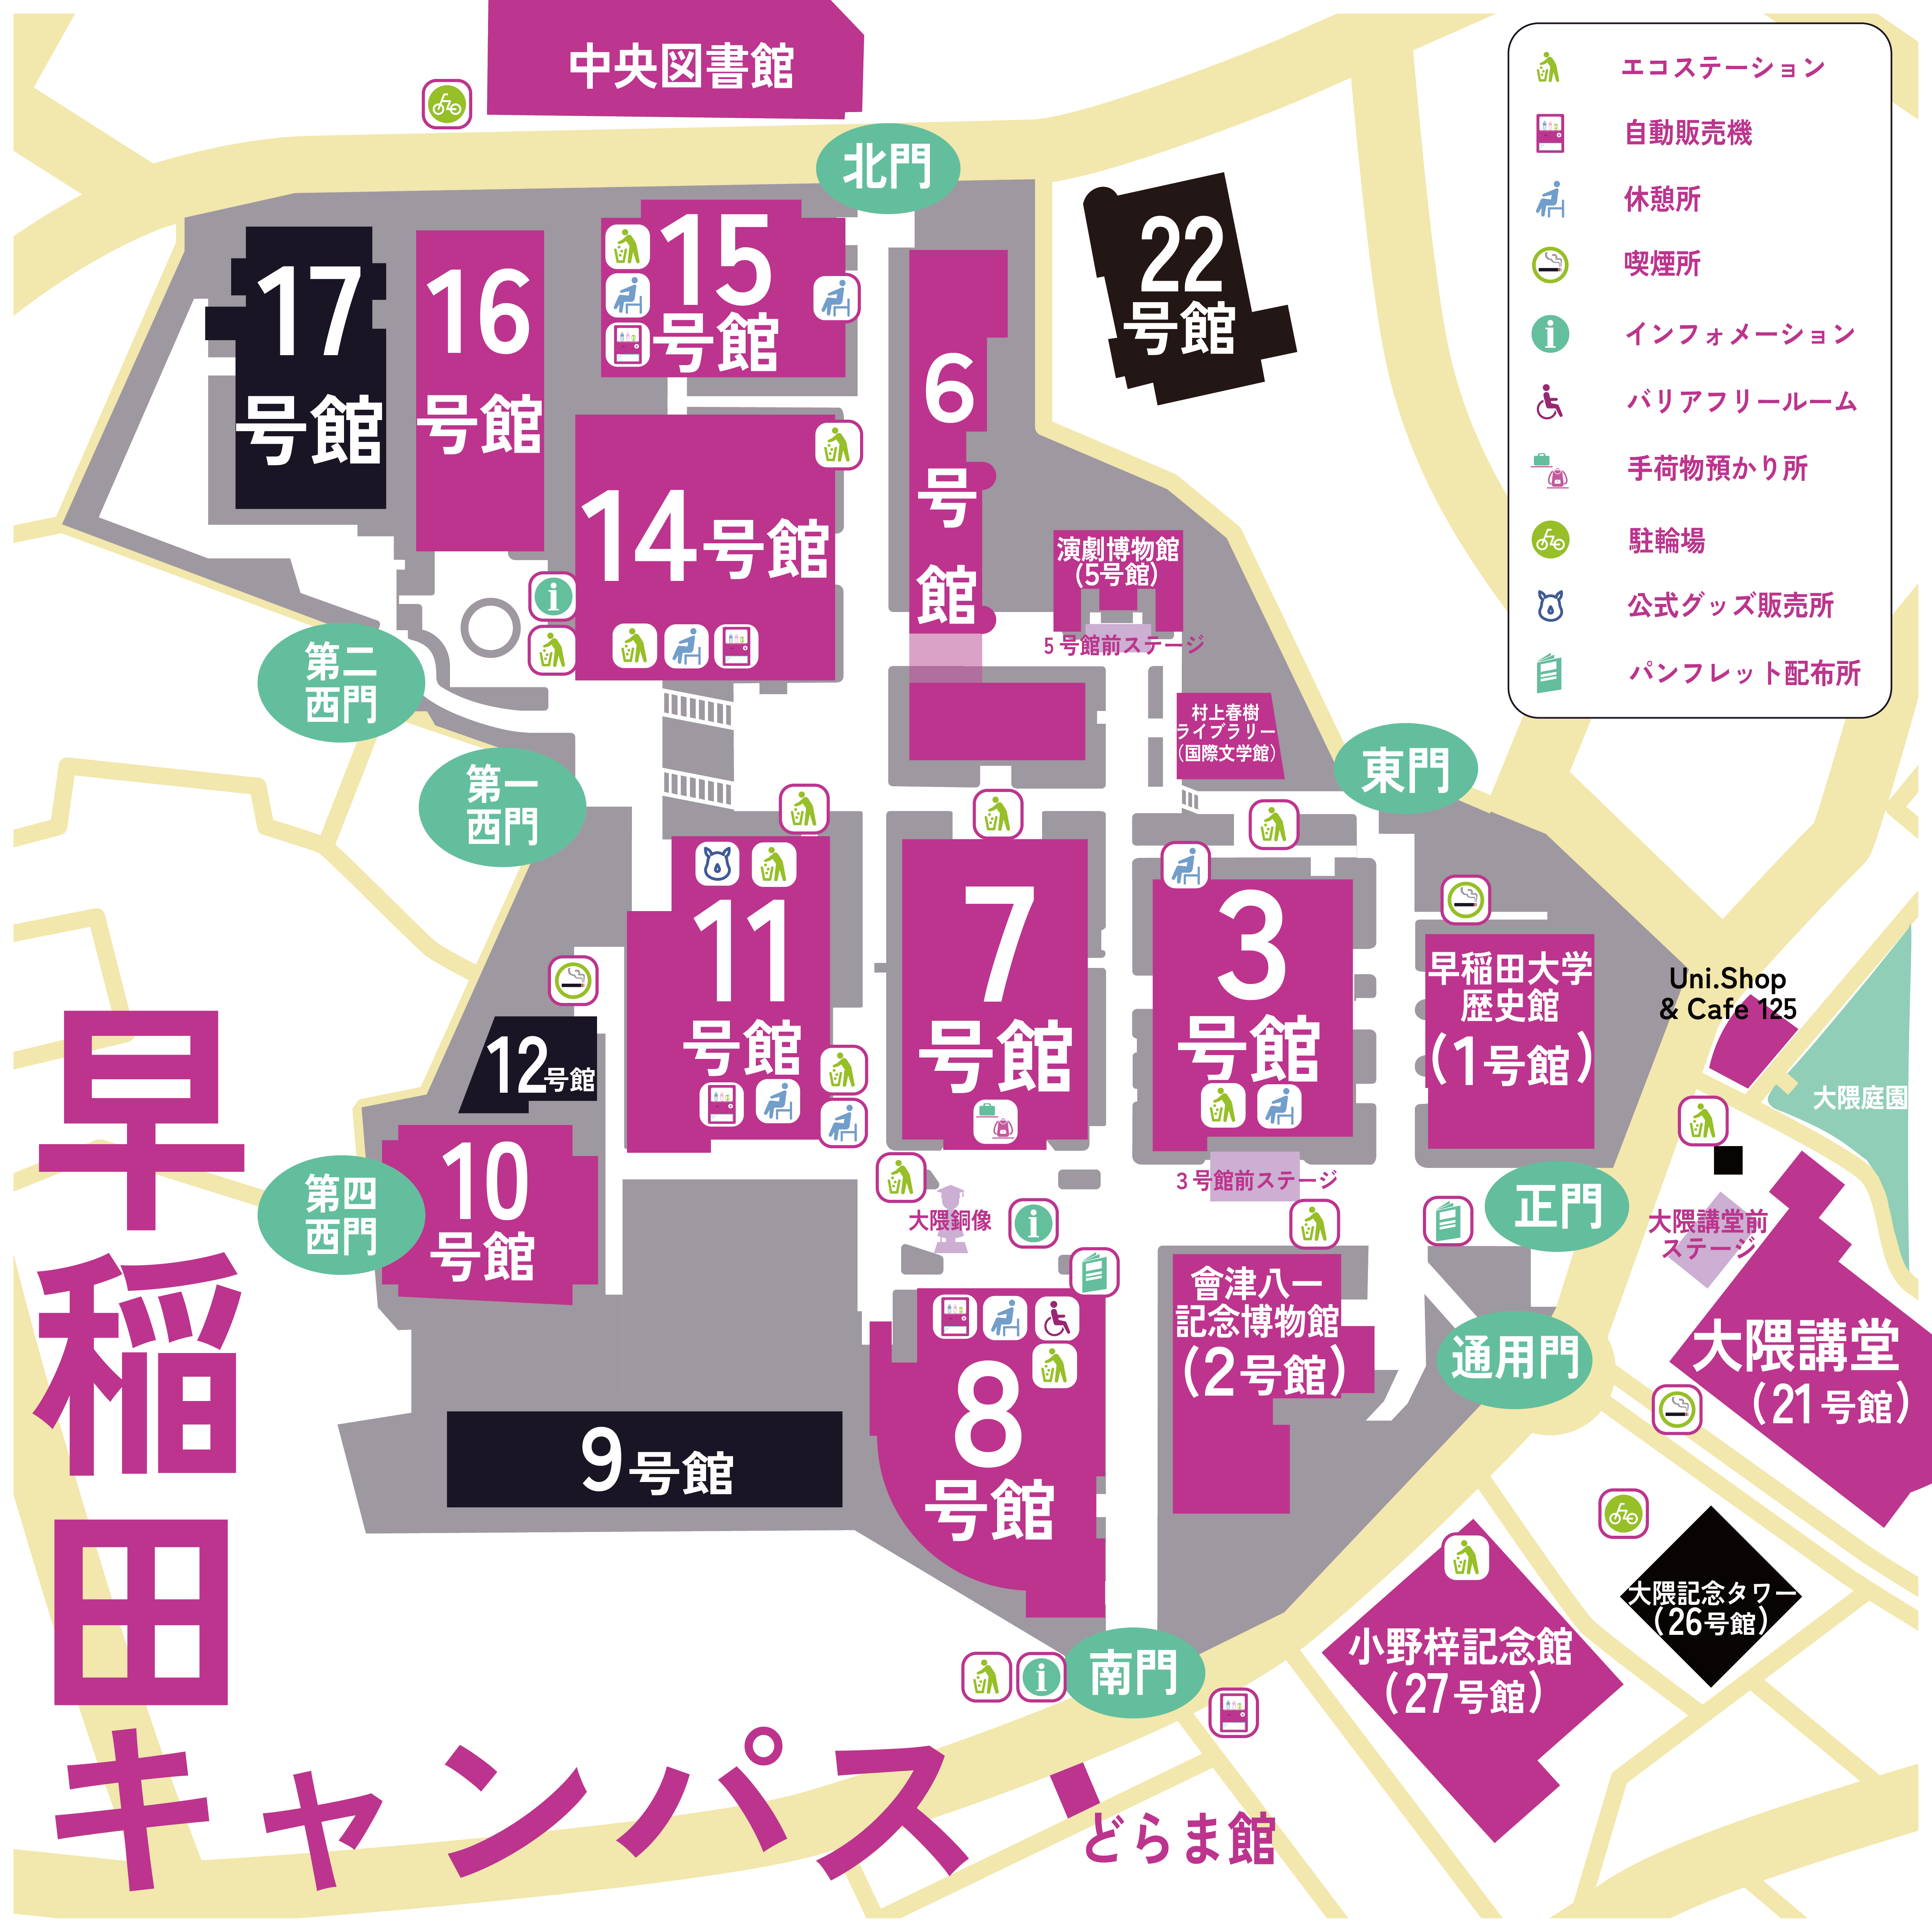 中央図書館
北門
エコステーション
自動販売機
休憩所
喫煙所
インフォメーション
バリアフリールーム
手荷物預かり所
駐輪場
公式グッズ販売所
パンフレット配布所
17
号館
16
号館
15
号館
22
号館
14号館
6
号
館
演劇博物館
（5号館）
5号館前ステージ
村上春樹
ライブラリー
（国際文学館）
第二
西門
第一
西門
東門
11
号館
7
号館
3
号館
早稲田大学
歴史館
（1号館）
Uni.Shop
& Cafe 125
大隈庭園
12号館
10
号館
第四
西門
大隈銅像
3号館前ステージ
正門
大隈講堂前
ステージ
大隈講堂
（21号館）
會津八一
記念博物館
（2号館）
通用門
8
号館
9号館
大隈記念タワー
（26号館）
小野梓記念館
（27号館）
南門
どらま館
早
稲
田
キャンパス